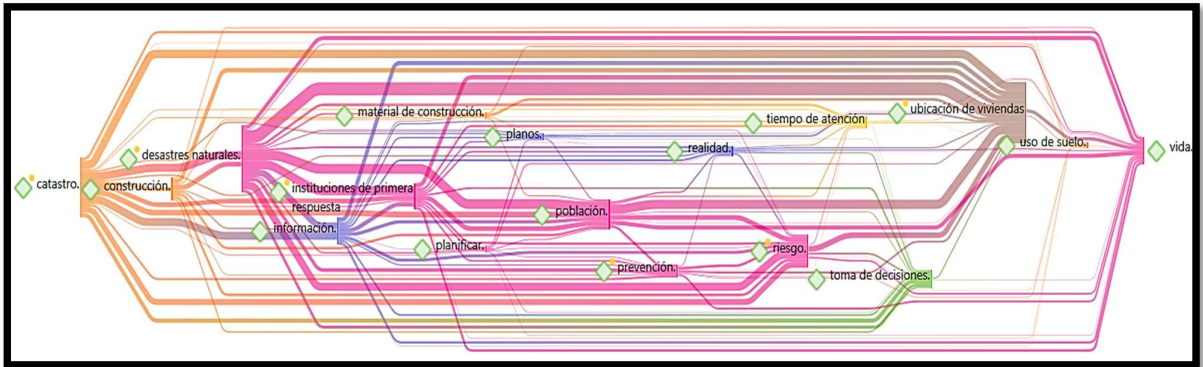 catastro.
construcción.
desastres naturales.
instituciones de primera
respuesta
información.
material de construcción.
planos.
planificar.
población.
prevención.
realidad.
tiempo de atención
riesgo.
toma de decisiones.
ubicación de viviendas
uso de suelo.
vida.